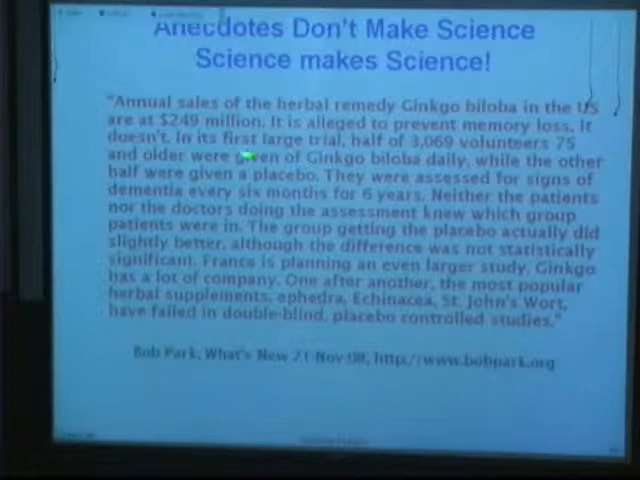 Anecdotes Don't Make Science
Science makes Science!
"Annual sales of the herbal remedy Ginkgo biloba in the US
are at $249 million. It is alleged to prevent memory loss. It
doesn't. In its first large trial, half of 3,069 volunteers 75
and older were given of Ginkgo biloba daily, while the other
half were given a placebo. They were assessed for signs of
dementia every six months for 6 years. Neither the patients
nor the doctors doing the assessment knew which group
patients were in. The group getting the placebo actually did
slightly better, although the difference was not statistically
significant. France is planning an even larger study. Ginkgo
has a lot of company. One after another, the most popular
herbal supplements, ephedra, Echinacea, St. John's Wort,
have failed in double-blind, placebo controlled studies."
Bob Park, What's New 21-Nov-08, http://www.bobpark.org